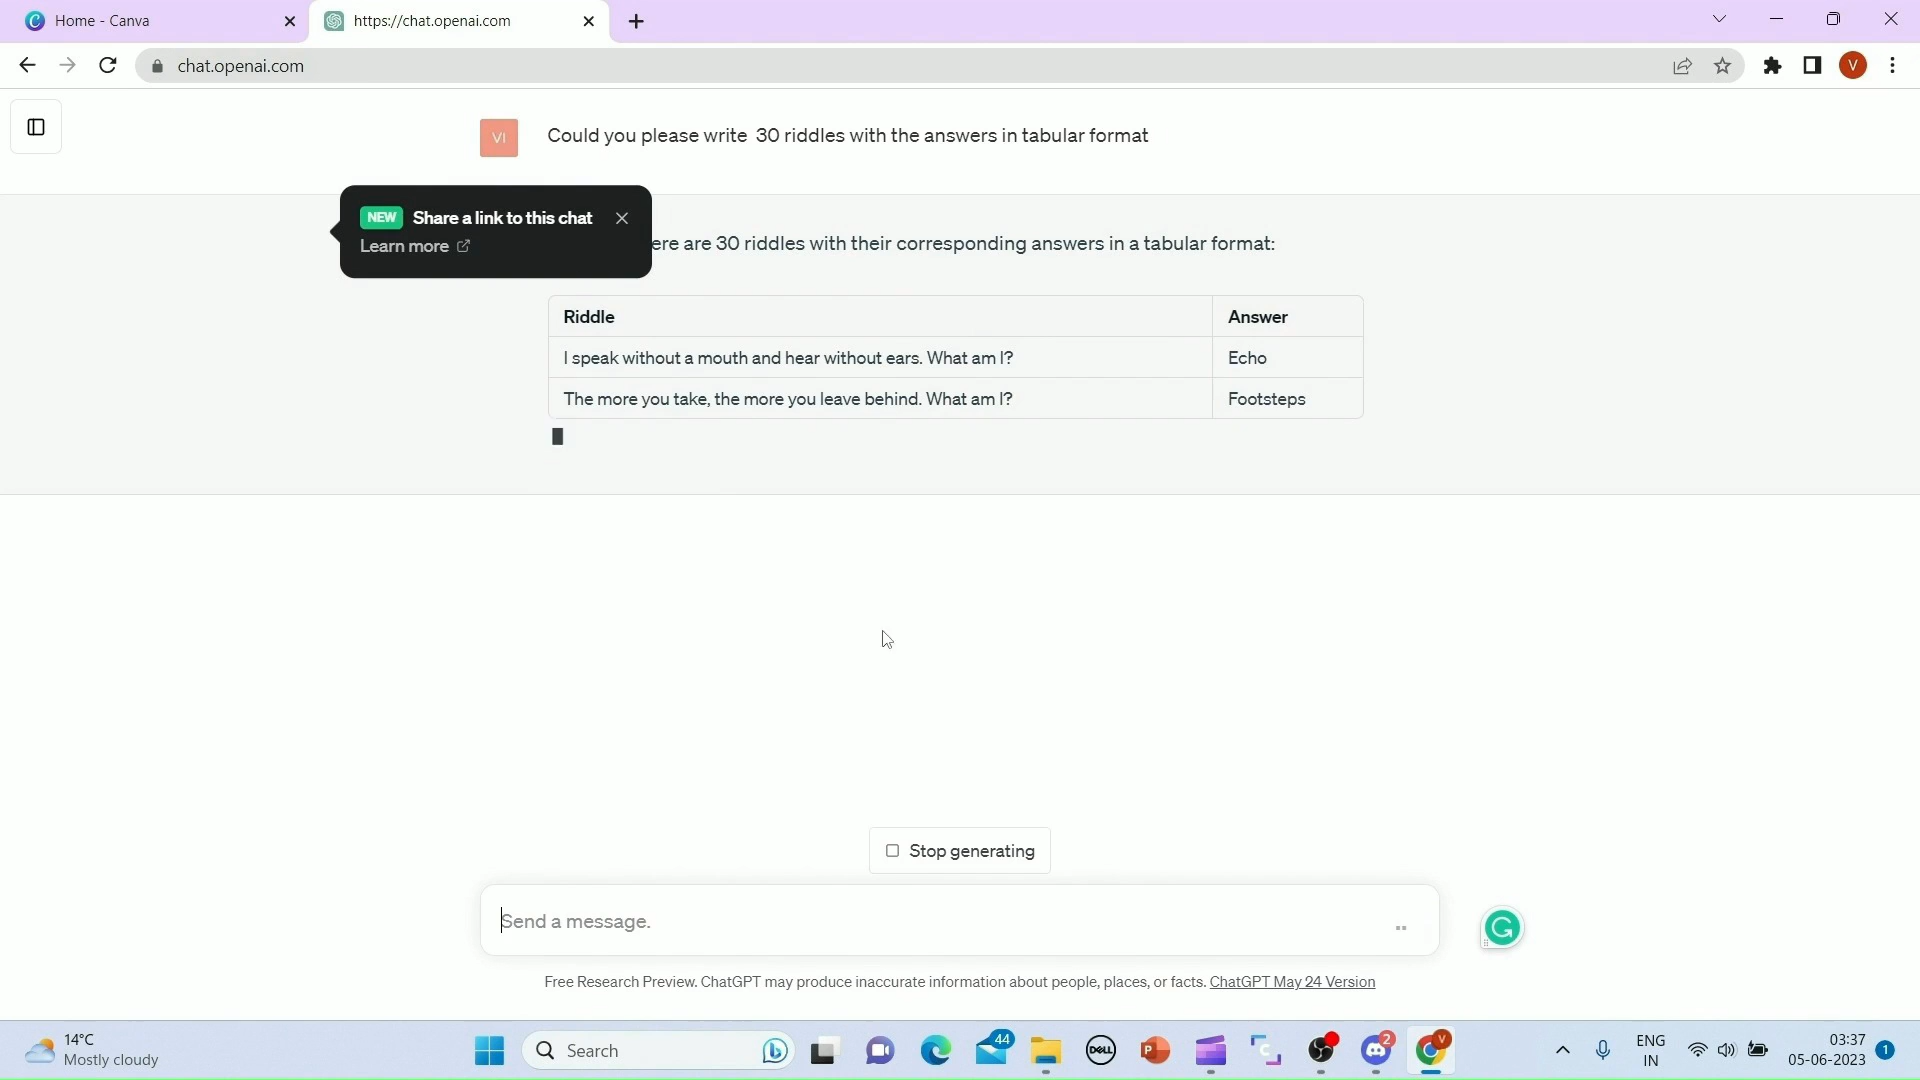 Home - Canva
https://chat.openai.com
chat.openai.com
V
VI
Could you please write 30 riddles with the answers in tabular format
NEW Share a link to this chat
Learn more
ere are 30 riddles with their corresponding answers in a tabular format:
Riddle Answer
I speak without a mouth and hear without ears. What am I? Echo
The more you take, the more you leave behind. What am I? Footsteps
Stop generating
Send a message.
Free Research Preview. ChatGPT may produce inaccurate information about people, places, or facts. ChatGPT May 24 Version
14°C
Mostly cloudy
Search
44
DELL
P
2
V
ENG
IN
03:37
05-06-2023
1